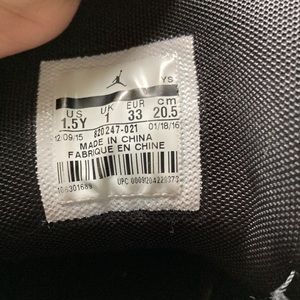 YS
US UK EUR cm
1.5Y 1 33 20.5
12/09/15 820247-021 01/18/16
MADE IN CHINA
FABRIQUE EN CHINE